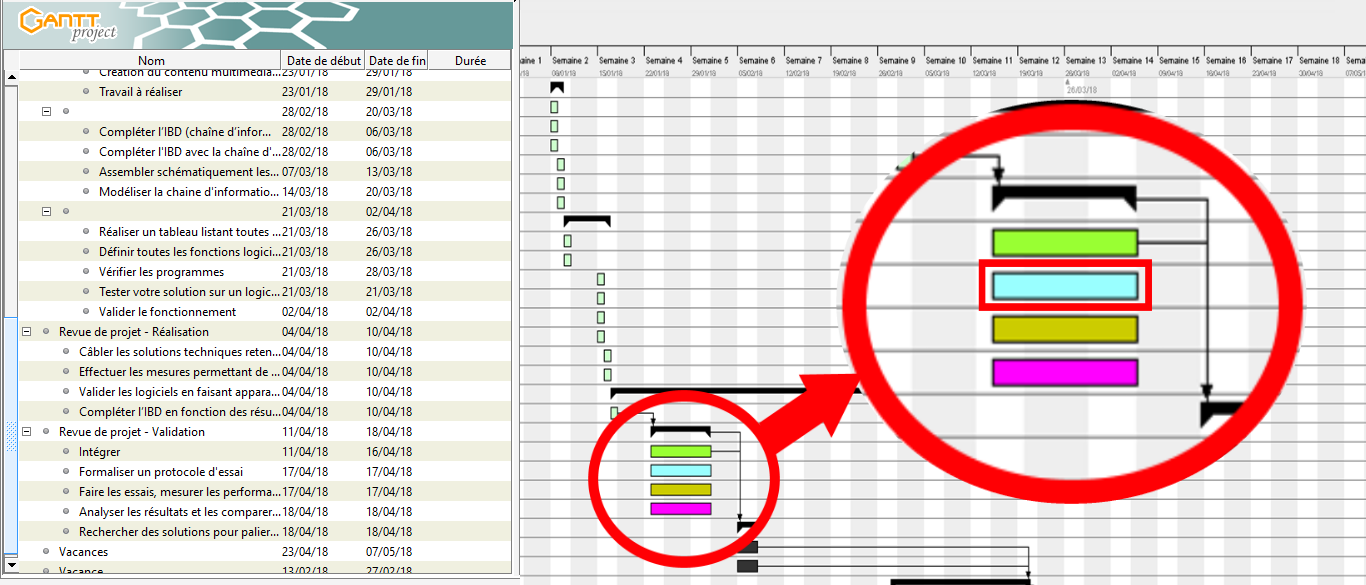 GANTT
project
Nom Date de début Date de fin Durée
Création du contenu multimédia... 23/01/18 29/01/18
Travail à réaliser 23/01/18 29/01/18
28/02/18 20/03/18
Compléter l'IBD (chaîne d'infor... 28/02/18 06/03/18
Compléter l'IBD avec la chaîne d'... 28/02/18 06/03/18
Assembler schématiquement les... 07/03/18 13/03/18
Modéliser la chaine d'informatio... 14/03/18 20/03/18
21/03/18 02/04/18
Réaliser un tableau listant toutes ... 21/03/18 26/03/18
Définir toutes les fonctions logici... 21/03/18 26/03/18
Vérifier les programmes 21/03/18 28/03/18
Tester votre solution sur un logic... 21/03/18 21/03/18
Valider le fonctionnement 02/04/18 02/04/18
Revue de projet - Réalisation 04/04/18 10/04/18
Câbler les solutions techniques reten... 04/04/18 10/04/18
Effectuer les mesures permettant de ... 04/04/18 10/04/18
Valider les logiciels en faisant appara... 04/04/18 10/04/18
Compléter l'IBD en fonction des résu... 04/04/18 10/04/18
Revue de projet - Validation 11/04/18 18/04/18
Intégrer 11/04/18 16/04/18
Formaliser un protocole d'essai 17/04/18 17/04/18
Faire les essais, mesurer les performa... 17/04/18 17/04/18
Analyser les résultats et les comparer... 18/04/18 18/04/18
Rechercher des solutions pour palier... 18/04/18 18/04/18
Vacances 23/04/18 07/05/18
Vacance 13/02/18 27/02/18
aine 1 Semaine 2 Semaine 3 Semaine 4 Semaine 5 Semaine 6 Semaine 7 Semaine 8 Semaine 9 Semaine 10 Semaine 11 Semaine 12 Semaine 13 Semaine 14 Semaine 15 Semaine 16 Semaine 17 Semaine 18 Sema
/18 08/01/18 15/01/18 22/01/18 29/01/18 05/02/18 12/02/18 19/02/18 26/02/18 05/03/18 12/03/18 19/03/18 26/03/18 02/04/18 09/04/18 16/04/18 23/04/18 30/04/18 07/05/1
26/03/18